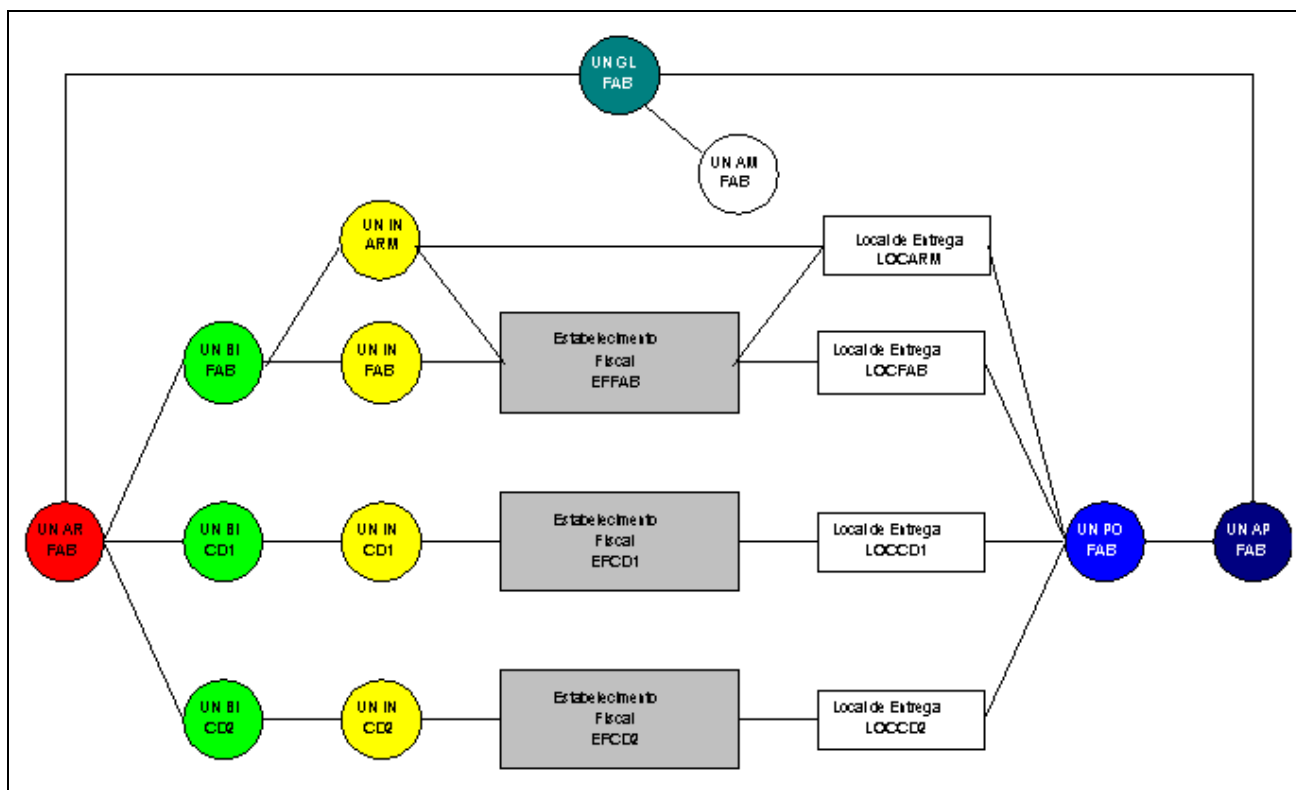 UN GL
FAB
UN AM
FAB
UN IN
ARM
Local de Entrega
LOCARM
UN BI
FAB
UN IN
FAB
Estabelecimento
Fiscal
EFFAB
Local de Entrega
LOCFAB
UN AR
FAB
UN BI
CD1
UN IN
CD1
Estabelecimento
Fiscal
EFCD1
Local de Entrega
LOCCD1
UN PO
FAB
UN AP
FAB
UN BI
CD2
UN IN
CD2
Estabelecimento
Fiscal
EFCD2
Local de Entrega
LOCCD2